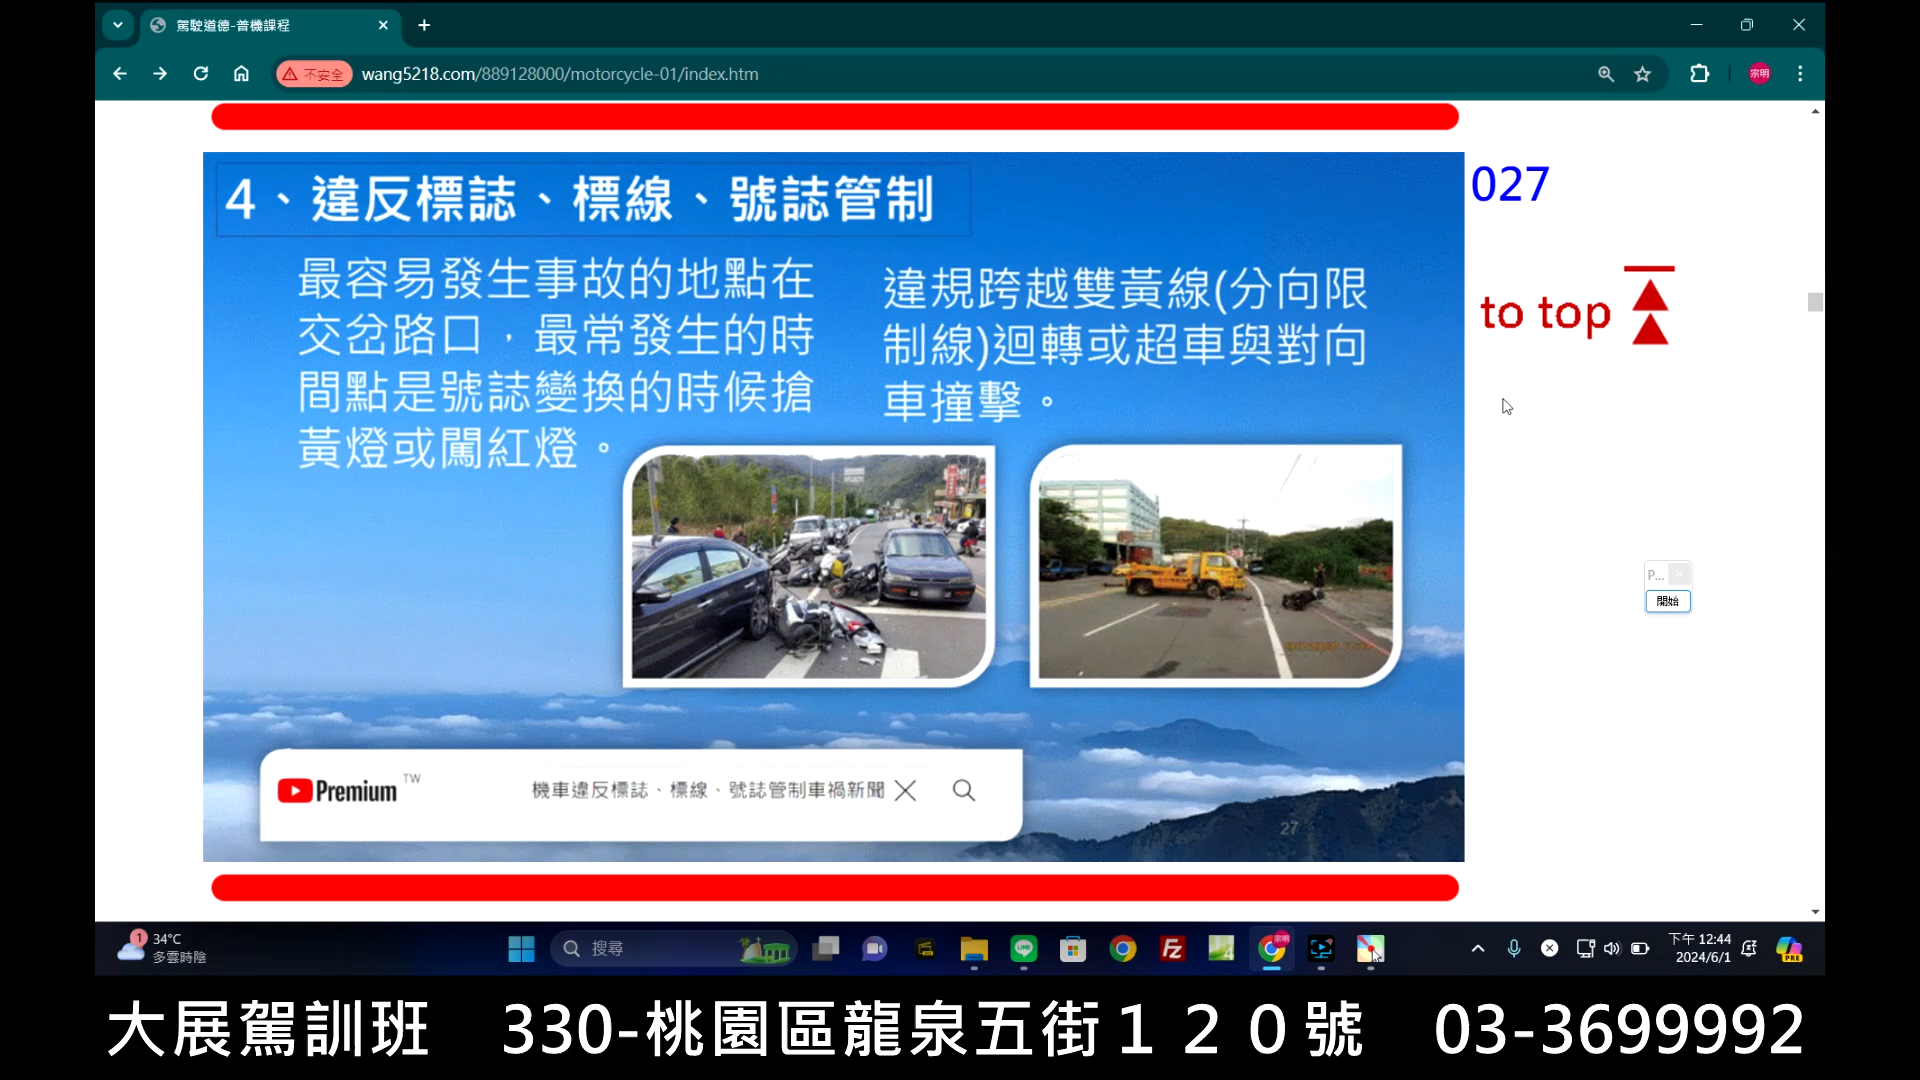 駕駛道德-普機課程
不安全
wang5218.com/889128000/motorcycle-01/index.htm
宗明
4、違反標誌、標線、號誌管制
027
最容易發生事故的地點在
交岔路口，最常發生的時
間點是號誌變換的時候搶
黃燈或闖紅燈。
違規跨越雙黃線(分向限
制線)迴轉或超車與對向
車撞擊。
to top
P...
開始
Premium TW
機車違反標誌、標線、號誌管制車禍新聞
27
1
34°C
多雲時陰
搜尋
下午 12:44
2024/6/1
PRE
大展駕訓班 330-桃園區龍泉五街１２０號 03-3699992